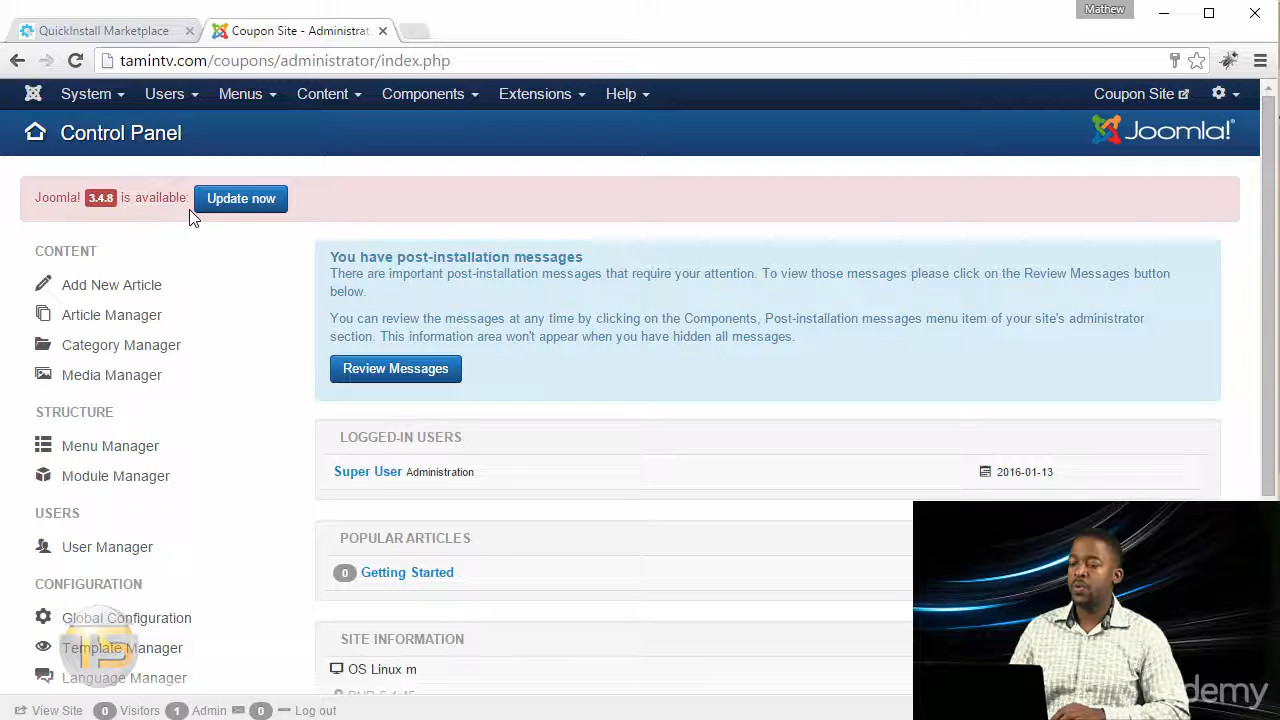 Mathew
QuickInstall Marketplace
Coupon Site - Administrat
tamintv.com/coupons/administrator/index.php
System Users Menus Content Components Extensions Help Coupon Site
Control Panel
Joomla!®
Joomla! 3.4.8 is available: Update now
CONTENT
Add New Article
Article Manager
Category Manager
Media Manager
STRUCTURE
Menu Manager
Module Manager
USERS
User Manager
CONFIGURATION
Global Configuration
Template Manager
Language Manager
You have post-installation messages
There are important post-installation messages that require your attention. To view those messages please click on the Review Messages button
below.
You can review the messages at any time by clicking on the Components, Post-installation messages menu item of your site's administrator
section. This information area won't appear when you have hidden all messages.
Review Messages
LOGGED-IN USERS
Super User Administration 2016-01-13
POPULAR ARTICLES
0 Getting Started
SITE INFORMATION
OS Linux m
View Site 0 Visitors 1 Admin 0 Log out
demy